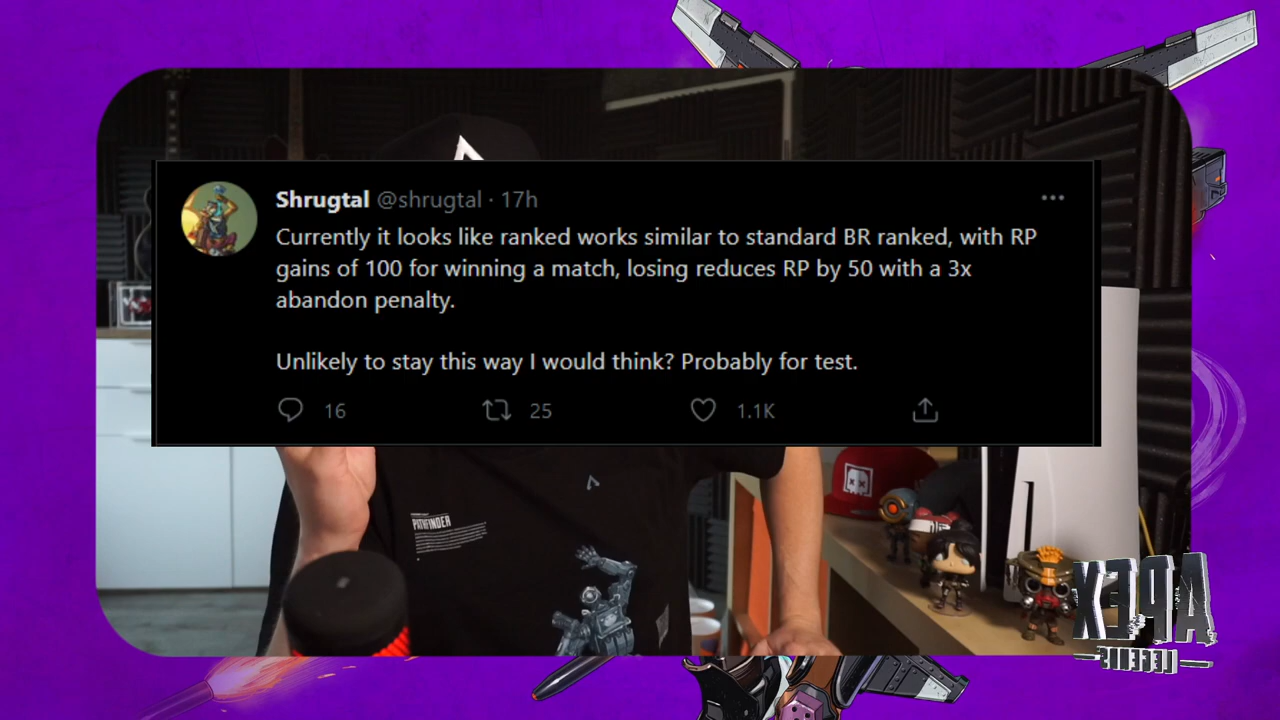 Shrugtal @shrugtal · 17h
Currently it looks like ranked works similar to standard BR ranked, with RP
gains of 100 for winning a match, losing reduces RP by 50 with a 3x
abandon penalty.
Unlikely to stay this way I would think? Probably for test.
16 25 1.1K
PATHFINDER
APEX
LEGENDS